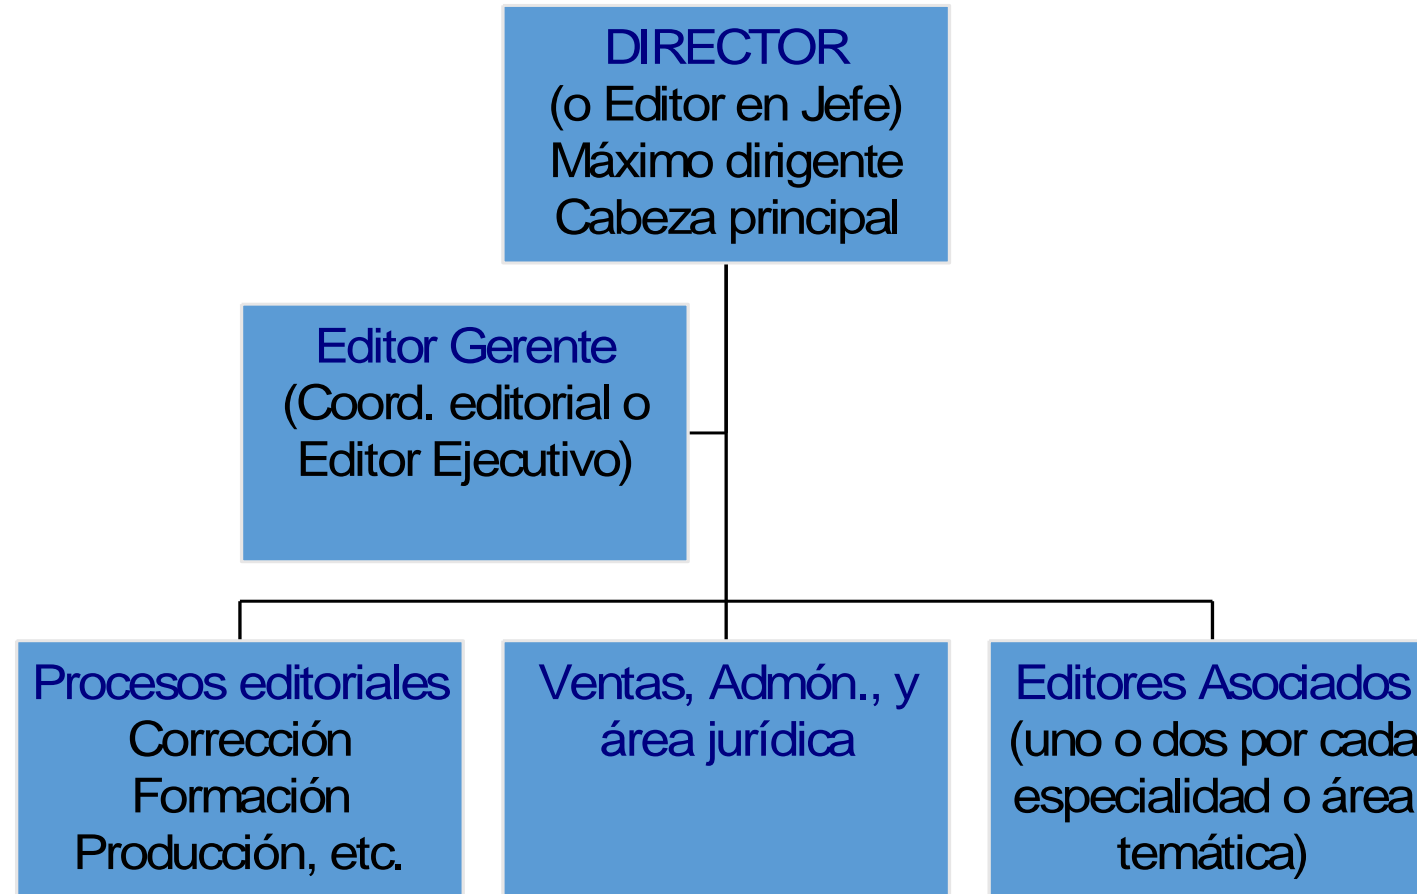 DIRECTOR
(o Editor en Jefe)
Máximo dirigente
Cabeza principal
Editor Gerente
(Coord. editorial o
Editor Ejecutivo)
Procesos editoriales
Corrección
Formación
Producción, etc.
Ventas, Admón., y
área jurídica
Editores Asociados
(uno o dos por cada
especialidad o área
temática)